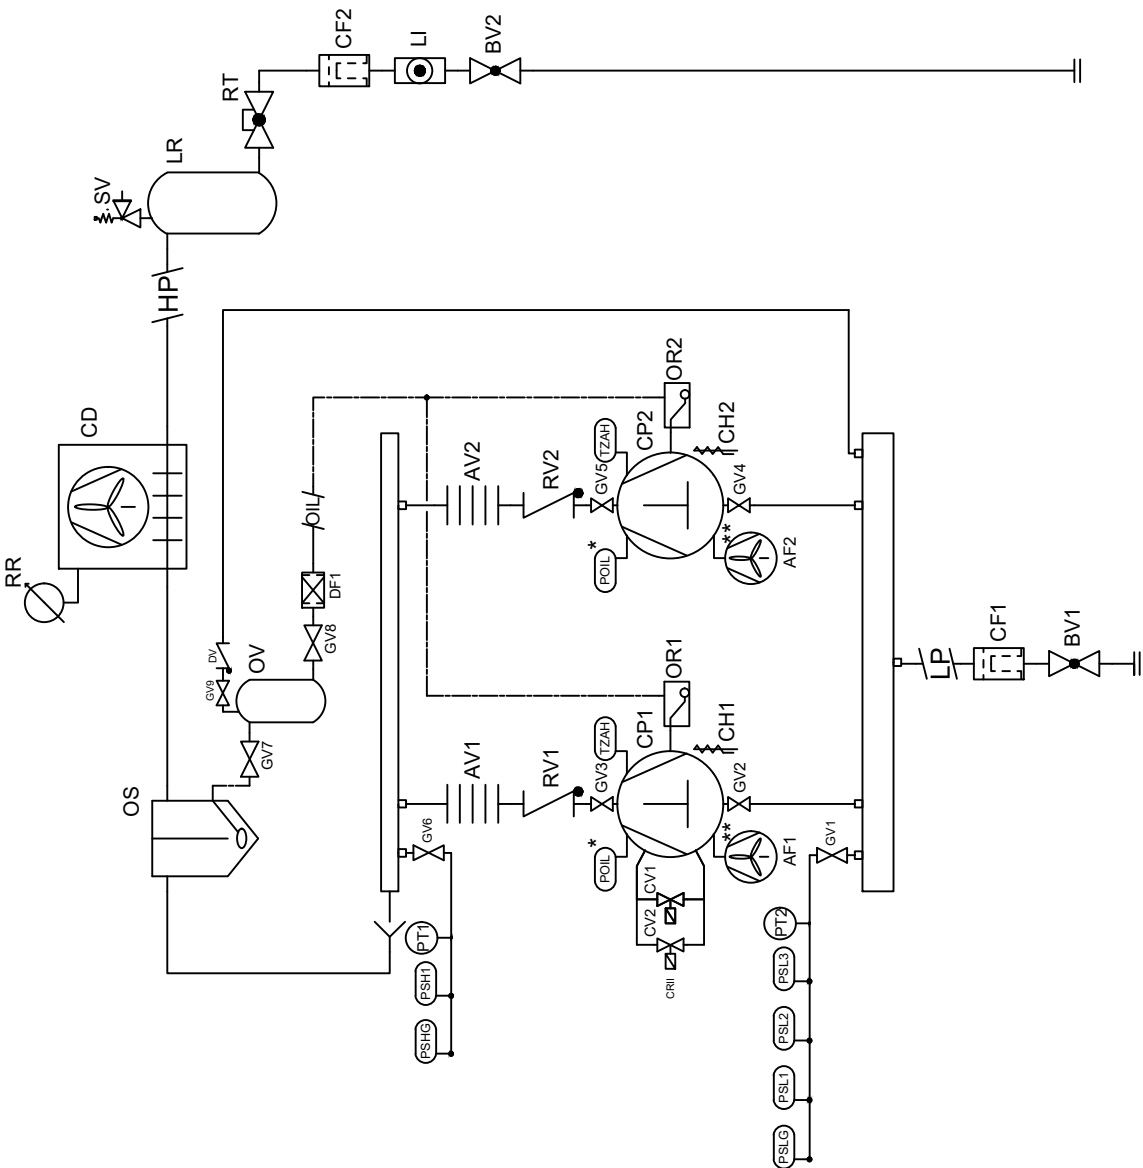 CF2
LI
BV2
RT
LR
SV
HP
CD
RR
OR2
CP2
TZAH
CH2
AV2
RV2
GV5
GV4
*
POIL
**
AF2
OIL
DF1
GV8
DV
GV9
OV
GV7
OS
OR1
CP1
TZAH
CH1
AV1
RV1
GV3
GV2
*
POIL
**
AF1
GV6
CV1
CV2
CRII
GV1
PT1
PSH1
PSHG
PT2
PSL3
PSL2
PSL1
PSLG
LP
CF1
BV1